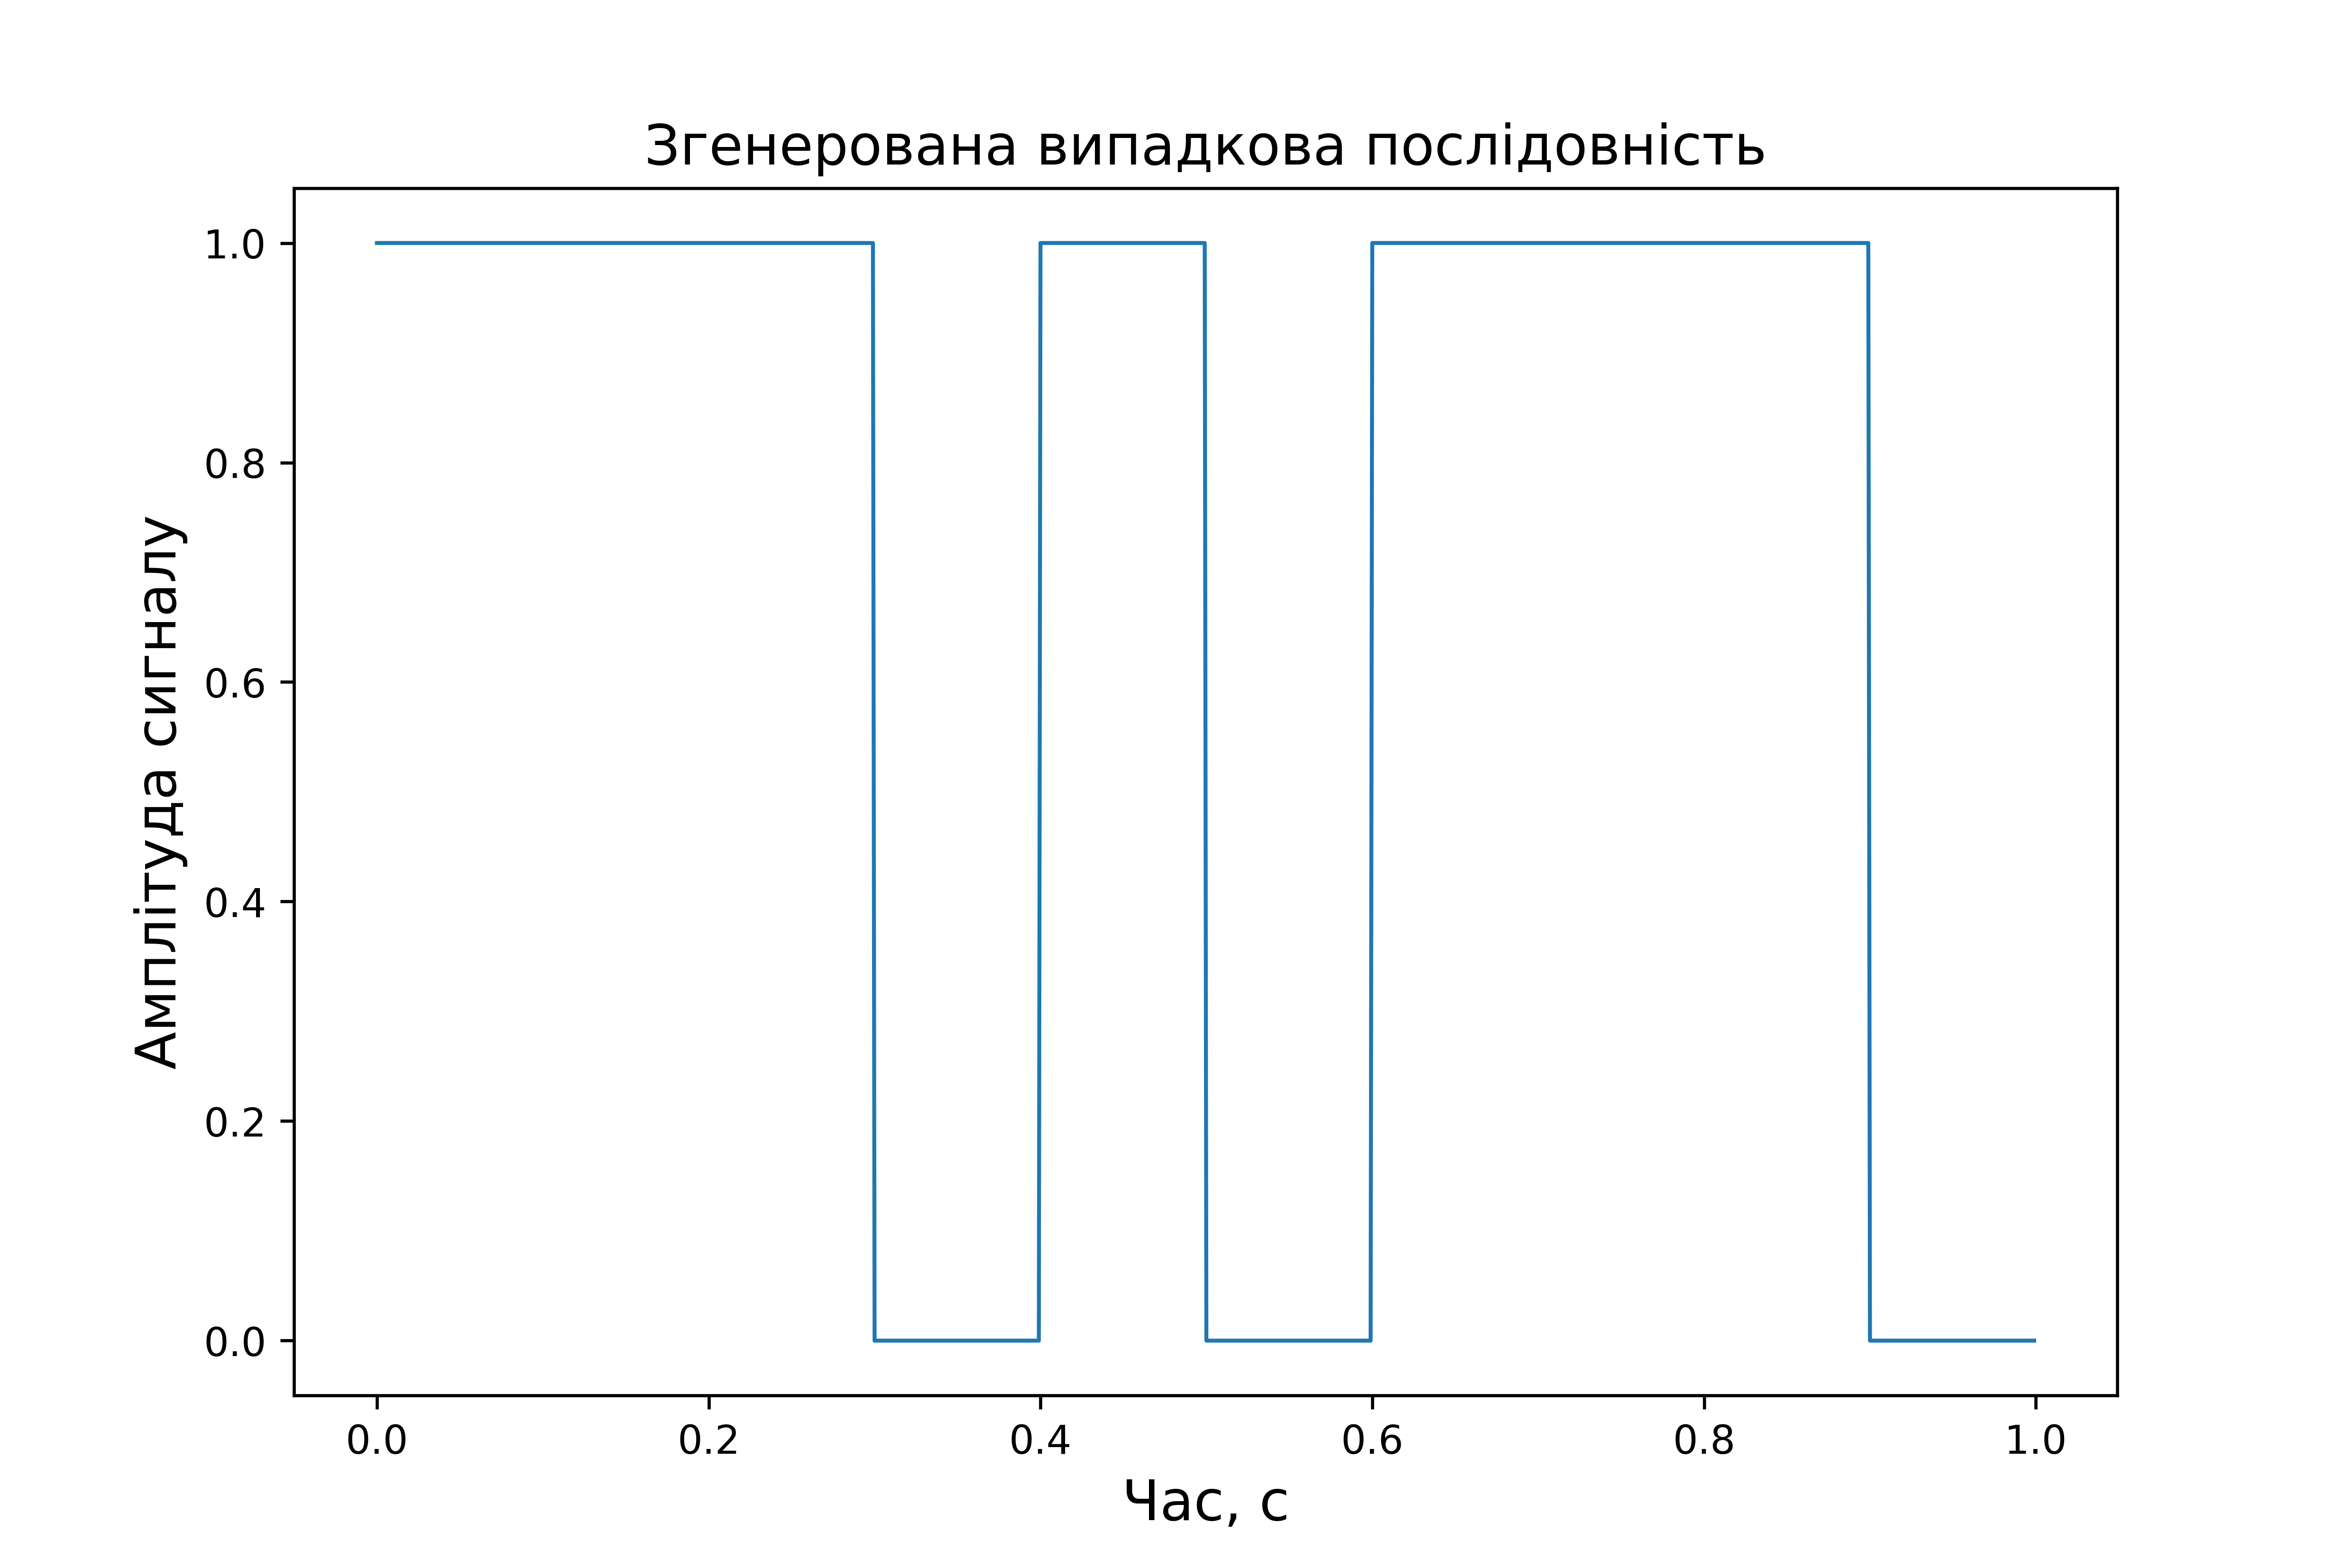 Згенерована випадкова послідовність
Амплітуда сигналу
1.0
0.8
0.6
0.4
0.2
0.0
0.0 0.2 0.4 0.6 0.8 1.0
Час, с